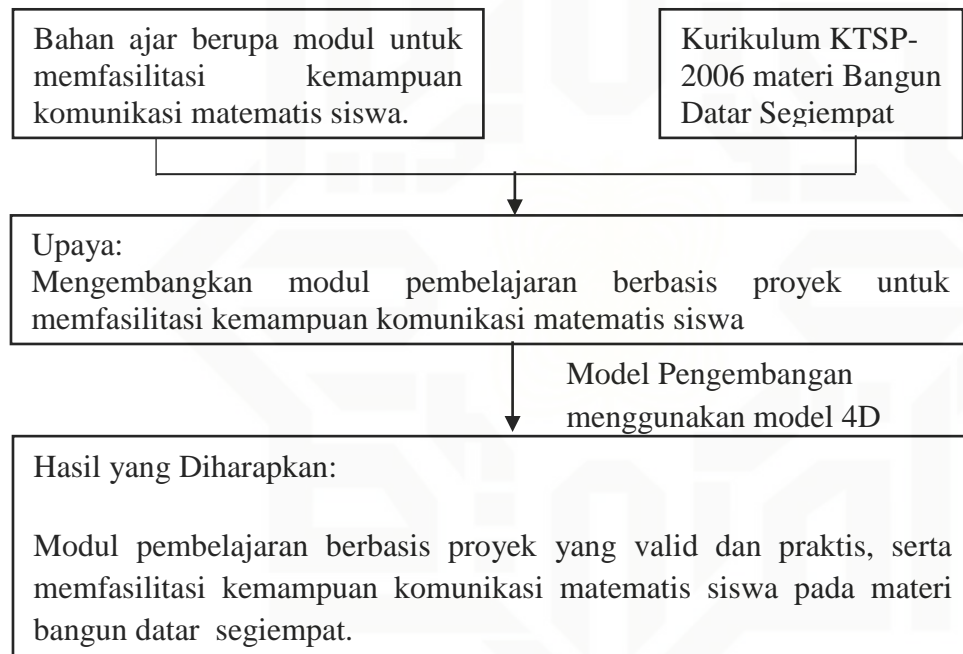 Bahan ajar berupa modul untuk
memfasilitasi kemampuan
komunikasi matematis siswa.
Kurikulum KTSP-
2006 materi Bangun
Datar Segiempat
Upaya:
Mengembangkan modul pembelajaran berbasis proyek untuk
memfasilitasi kemampuan komunikasi matematis siswa
Model Pengembangan
menggunakan model 4D
Hasil yang Diharapkan:
Modul pembelajaran berbasis proyek yang valid dan praktis, serta
memfasilitasi kemampuan komunikasi matematis siswa pada materi
bangun datar segiempat.